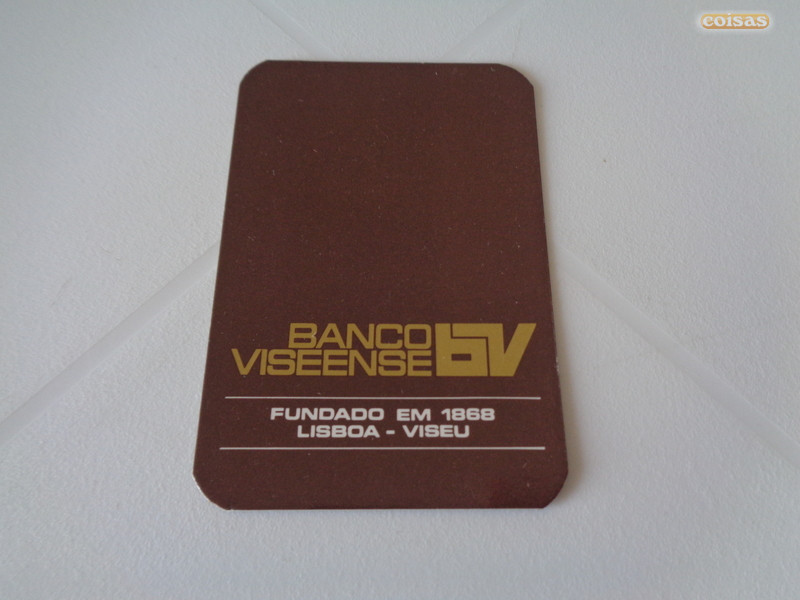 coisas
BANCO
VISEENSE bv
FUNDADO EM 1868
LISBOA - VISEU